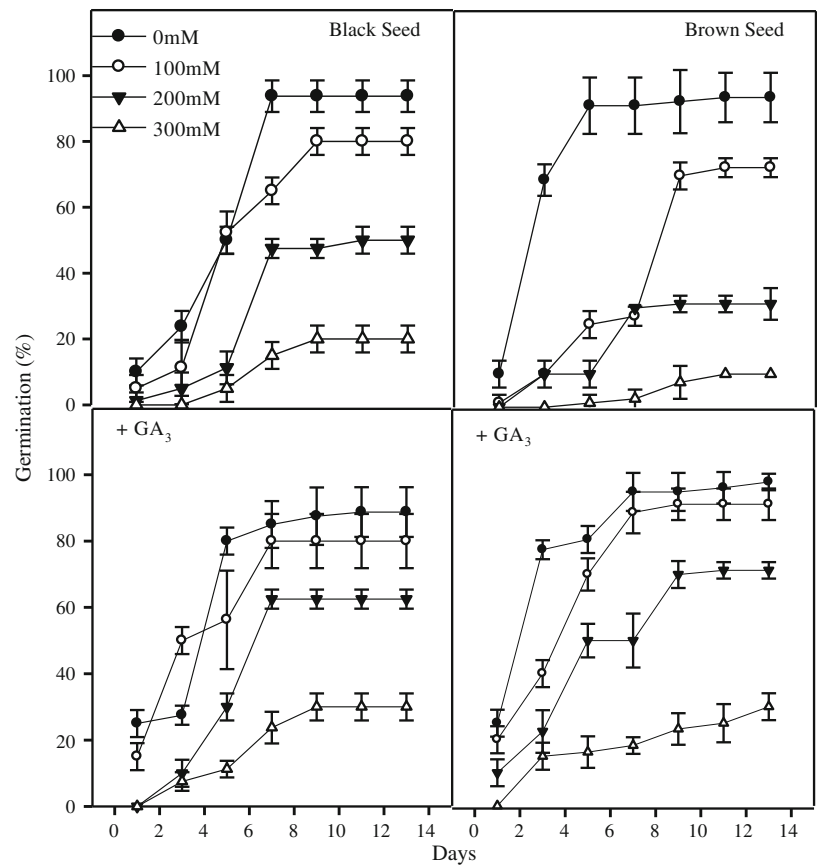 Black Seed
Brown Seed
0mM
100mM
200mM
300mM
100
80
60
40
20
0
+ GA₃
+ GA₃
100
80
60
40
20
0
Germination (%)
0 2 4 6 8 10 11 14
0 2 4 6 8 10 13 14
Days